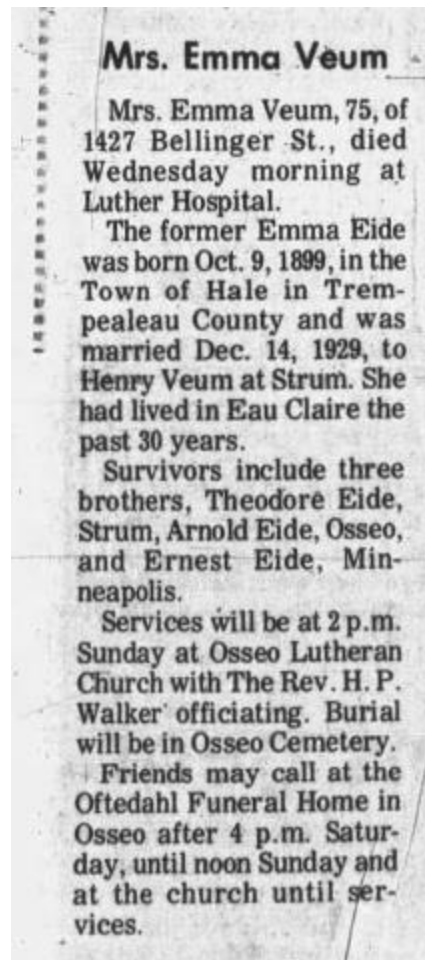 Mrs. Emma Veum
Mrs. Emma Veum, 75, of
1427 Bellinger St., died
Wednesday morning at
Luther Hospital.
The former Emma Eide
was born Oct. 9, 1899, in the
Town of Hale in Trem-
pealeau County and was
married Dec. 14, 1929, to
Henry Veum at Strum. She
had lived in Eau Claire the
past 30 years.
Survivors include three
brothers, Theodore Eide,
Strum, Arnold Eide, Osseo,
and Ernest Eide, Min-
neapolis.
Services will be at 2 p.m.
Sunday at Osseo Lutheran
Church with The Rev. H. P.
Walker officiating. Burial
will be in Osseo Cemetery.
Friends may call at the
Oftedahl Funeral Home in
Osseo after 4 p.m. Satur-
day, until noon Sunday and
at the church until ser-
vices.